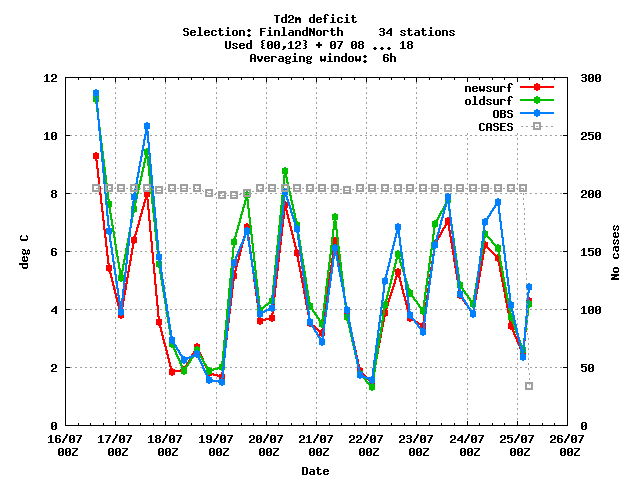 Td2m deficit
Selection: FinlandNorth     34 stations
Used {00,12} + 07 08 ... 18
Averaging window:  6h
newsurf
oldsurf
OBS
CASES
deg C
No cases
12
10
8
6
4
2
0
300
250
200
150
100
50
0
16/07 17/07 18/07 19/07 20/07 21/07 22/07 23/07 24/07 25/07 26/07
00Z 00Z 00Z 00Z 00Z 00Z 00Z 00Z 00Z 00Z 00Z
Date